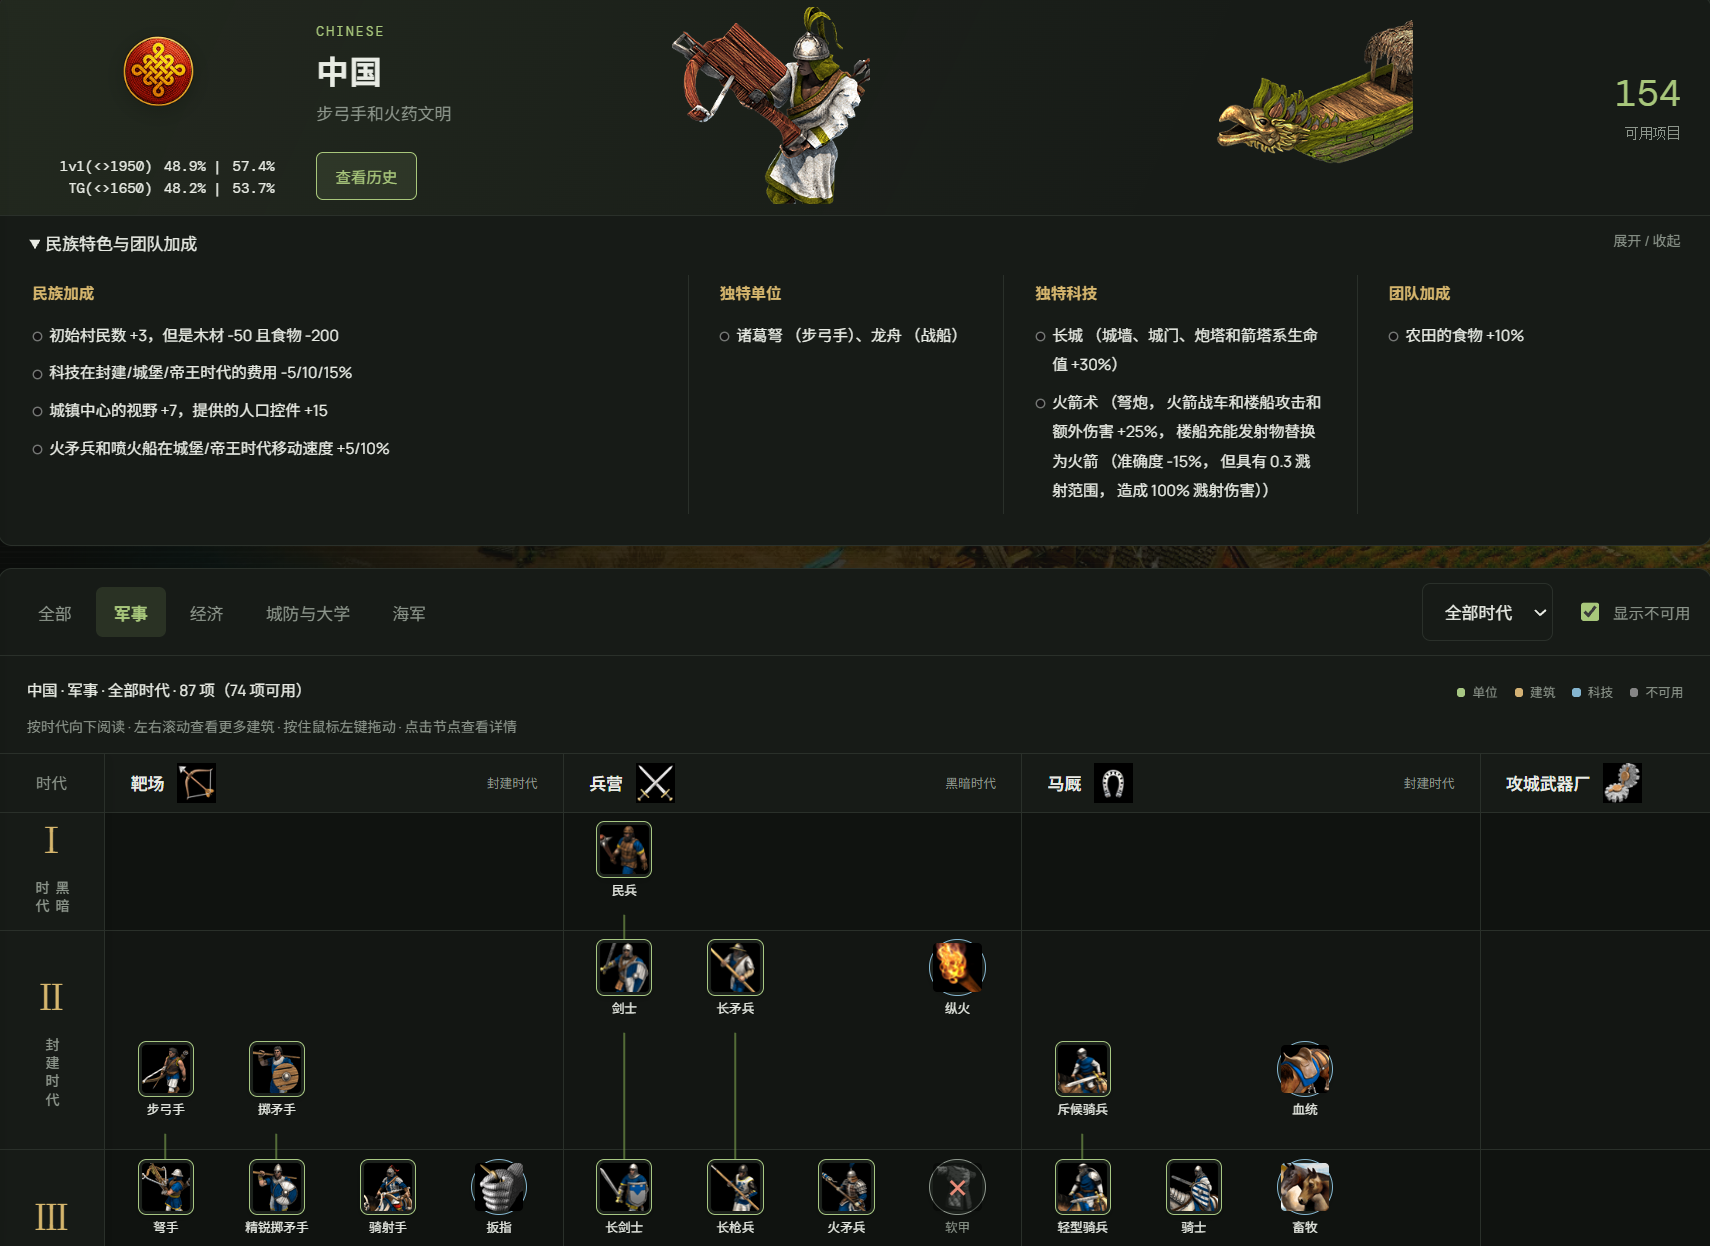 CHINESE
中国
步弓手和火药文明
1v1(<>1950) 48.9% | 57.4%
TG(<>1650) 48.2% | 53.7%
查看历史
154
可用项目
▼ 民族特色与团队加成
展开 / 收起
民族加成
初始村民数 +3，但是木材 -50 且食物 -200
科技在封建/城堡/帝王时代的费用 -5/10/15%
城镇中心的视野 +7，提供的人口控件 +15
火矛兵和喷火船在城堡/帝王时代移动速度 +5/10%
独特单位
诸葛弩 （步弓手）、龙舟 （战船）
独特科技
长城 （城墙、城门、炮塔和箭塔系生命
值 +30%）
火箭术 （弩炮， 火箭战车和楼船攻击和
额外伤害 +25%， 楼船充能发射物替换
为火箭 （准确度 -15%， 但具有 0.3 溅
射范围， 造成 100% 溅射伤害））
团队加成
农田的食物 +10%
全部 军事 经济 城防与大学 海军
全部时代
显示不可用
中国 · 军事 · 全部时代 · 87 项（74 项可用）
单位 建筑 科技 不可用
按时代向下阅读 · 左右滚动查看更多建筑 · 按住鼠标左键拖动 · 点击节点查看详情
时代
靶场 封建时代
兵营 黑暗时代
马厩 封建时代
攻城武器厂
I
黑暗时代
民兵
II
封建时代
剑士 长矛兵 纵火
步弓手 掷矛手 斥候骑兵 血统
III
弩手 精锐掷矛手 骑射手 扳指 长剑士 长枪兵 火矛兵 软甲 轻型骑兵 骑士 畜牧